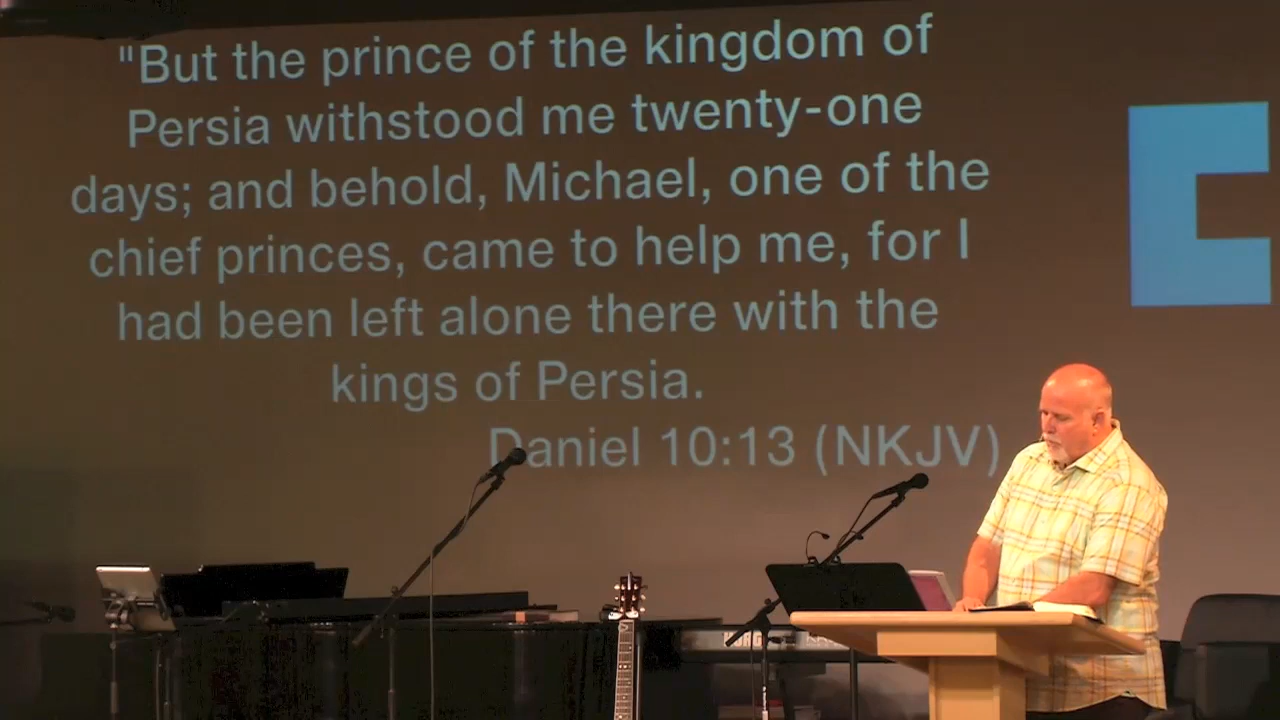 "But the prince of the kingdom of
Persia withstood me twenty-one
days; and behold, Michael, one of the
chief princes, came to help me, for I
had been left alone there with the
kings of Persia.
Daniel 10:13 (NKJV)